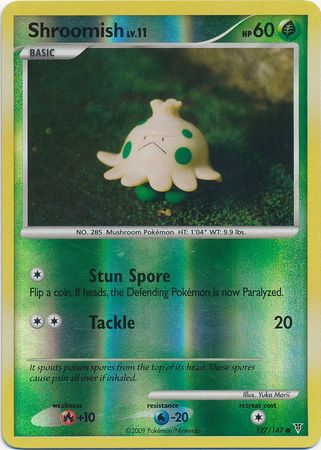 Shroomish LV.11 HP 60
BASIC
NO. 285 Mushroom Pokémon HT: 1'04" WT: 9.9 lbs.
Stun Spore
Flip a coin. If heads, the Defending Pokémon is now Paralyzed.
Tackle 20
It spouts poison spores from the top of its head. These spores
cause pain all over if inhaled.
Illus. Yuka Morii
weakness resistance retreat cost
+10 -20
©2009 Pokémon/Nintendo 127/147